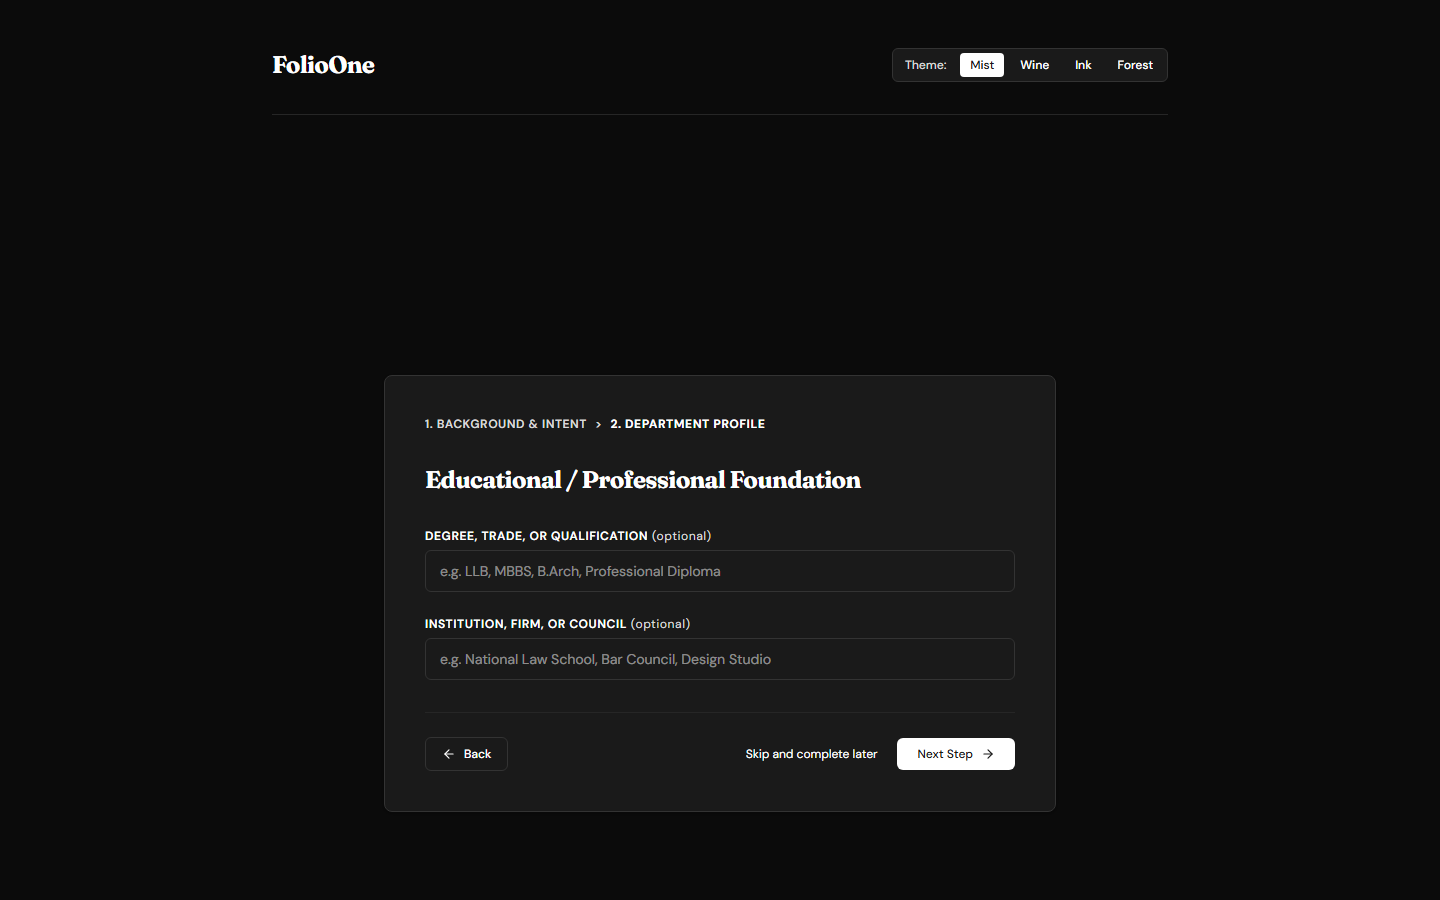 FolioOne
Theme: Mist Wine Ink Forest
1. BACKGROUND & INTENT > 2. DEPARTMENT PROFILE
Educational / Professional Foundation
DEGREE, TRADE, OR QUALIFICATION (optional)
e.g. LLB, MBBS, B.Arch, Professional Diploma
INSTITUTION, FIRM, OR COUNCIL (optional)
e.g. National Law School, Bar Council, Design Studio
← Back Skip and complete later Next Step →